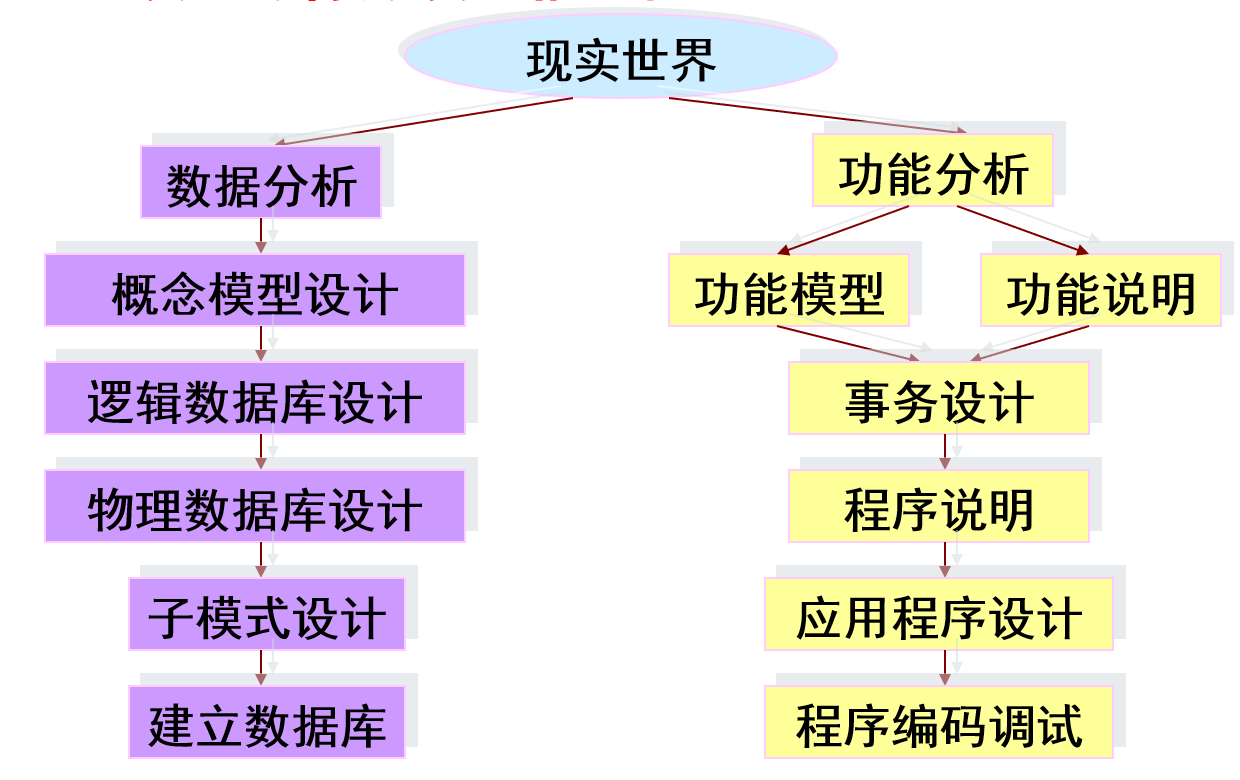 现实世界
数据分析
功能分析
概念模型设计
功能模型
功能说明
逻辑数据库设计
事务设计
物理数据库设计
程序说明
子模式设计
应用程序设计
建立数据库
程序编码调试